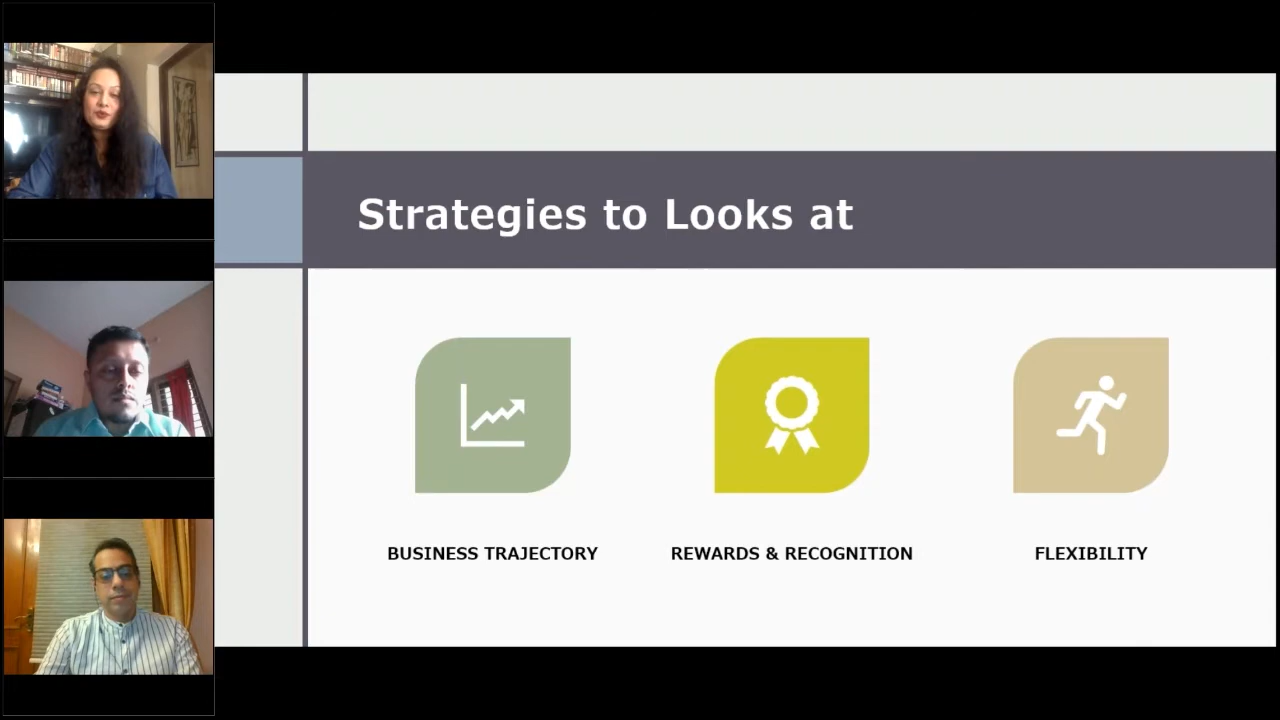 Strategies to Looks at
BUSINESS TRAJECTORY
REWARDS & RECOGNITION
FLEXIBILITY